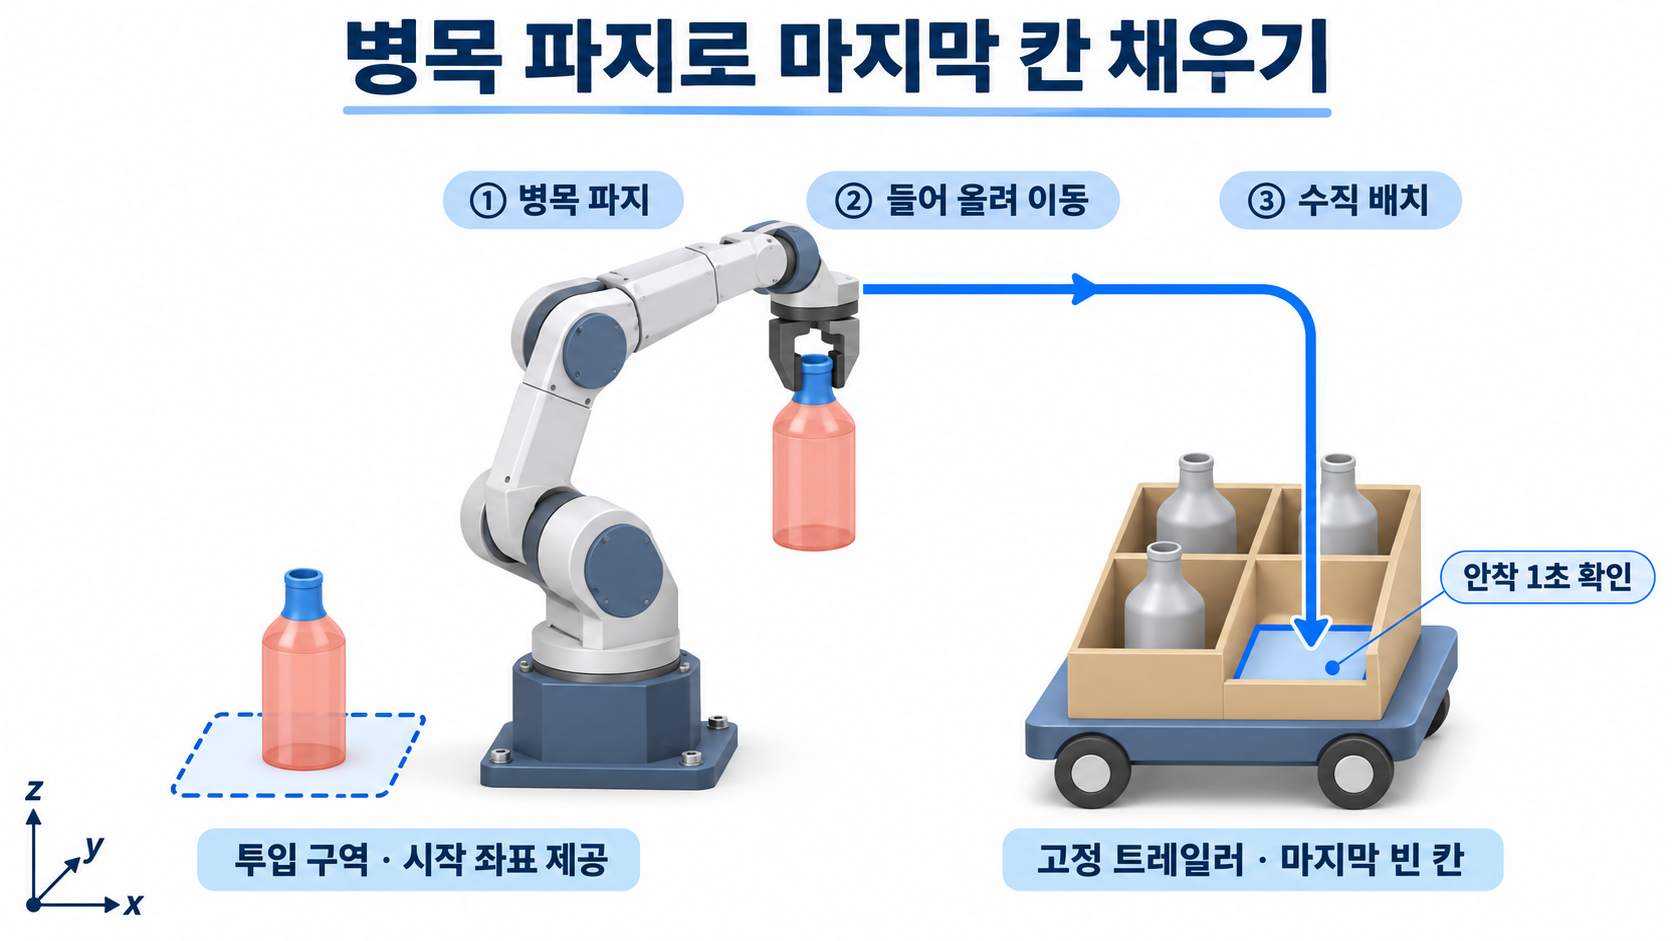 병목 파지로 마지막 칸 채우기
① 병목 파지
② 들어 올려 이동
③ 수직 배치
안착 1초 확인
z
y
x
투입 구역 · 시작 좌표 제공
고정 트레일러 · 마지막 빈 칸